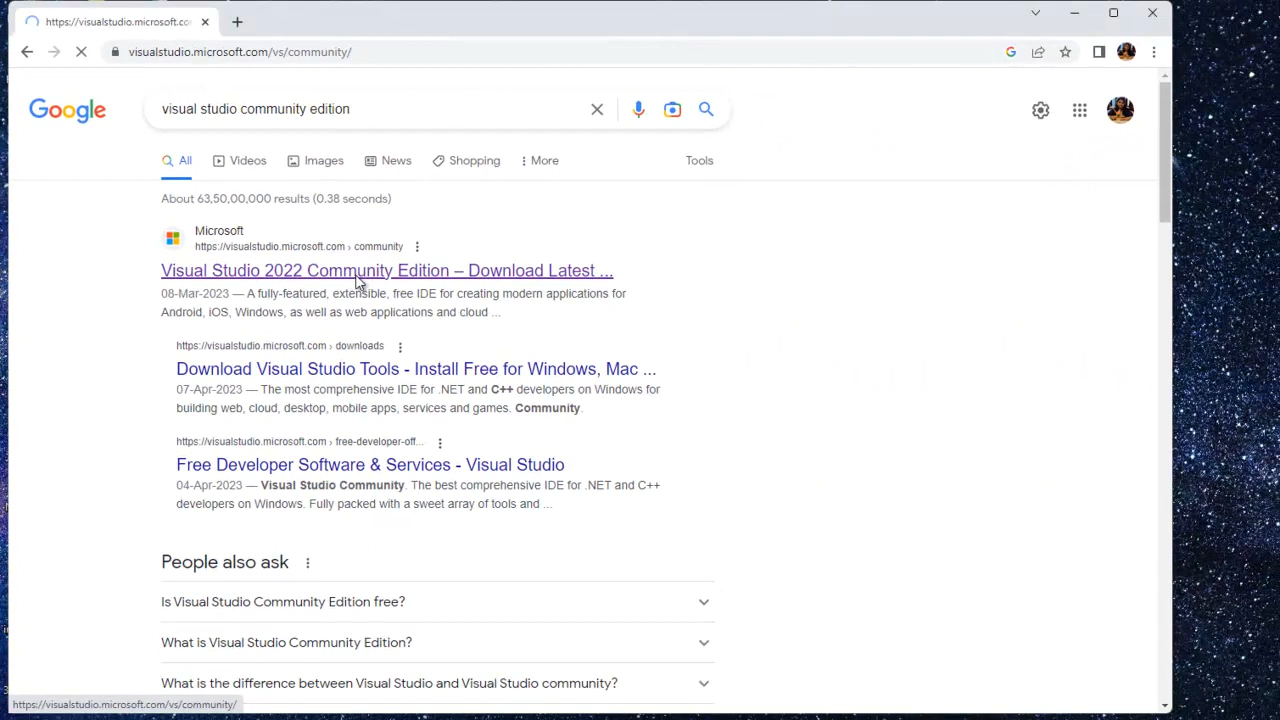 https://visualstudio.microsoft.co
visualstudio.microsoft.com/vs/community/
Google
visual studio community edition
All
Videos
Images
News
Shopping
More
Tools
About 63,50,00,000 results (0.38 seconds)
Microsoft
https://visualstudio.microsoft.com › community
Visual Studio 2022 Community Edition – Download Latest ...
08-Mar-2023 — A fully-featured, extensible, free IDE for creating modern applications for
Android, iOS, Windows, as well as web applications and cloud ...
https://visualstudio.microsoft.com › downloads
Download Visual Studio Tools - Install Free for Windows, Mac ...
07-Apr-2023 — The most comprehensive IDE for .NET and C++ developers on Windows for
building web, cloud, desktop, mobile apps, services and games. Community.
https://visualstudio.microsoft.com › free-developer-off...
Free Developer Software & Services - Visual Studio
04-Apr-2023 — Visual Studio Community. The best comprehensive IDE for .NET and C++
developers on Windows. Fully packed with a sweet array of tools and ...
People also ask
Is Visual Studio Community Edition free?
What is Visual Studio Community Edition?
What is the difference between Visual Studio and Visual Studio community?
https://visualstudio.microsoft.com/vs/community/